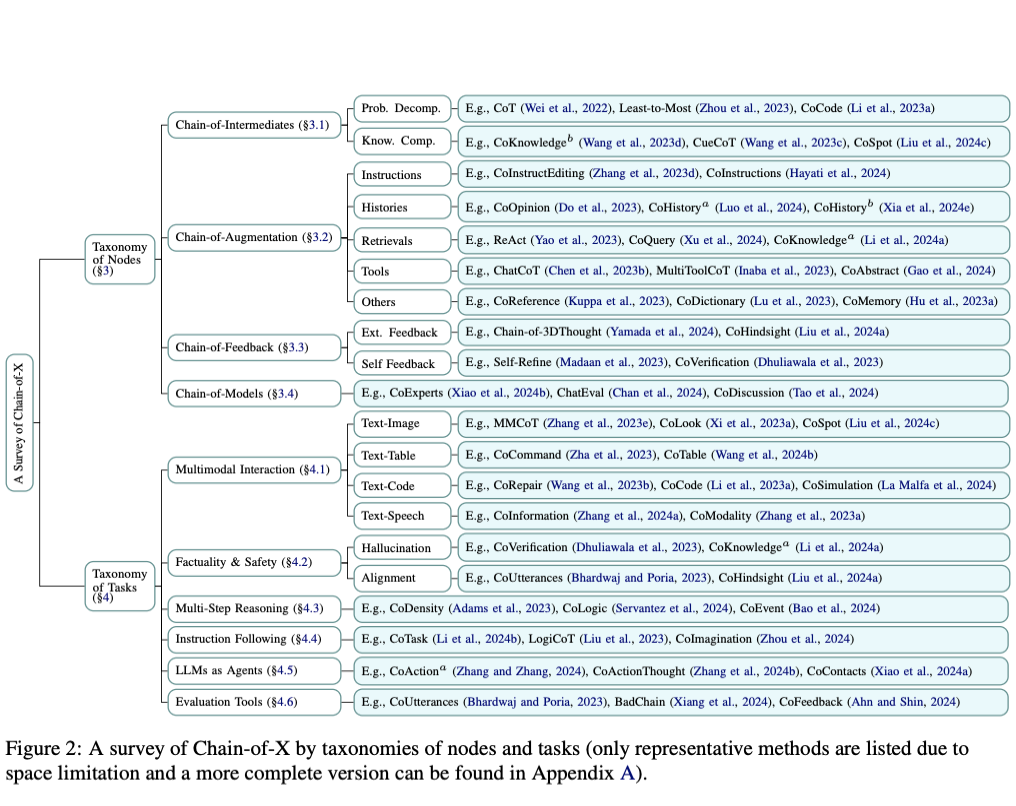 A Survey of Chain-of-X
Taxonomy
of Nodes
(§3)
Chain-of-Intermediates (§3.1)
Prob. Decomp.
E.g., CoT (Wei et al., 2022), Least-to-Most (Zhou et al., 2023), CoCode (Li et al., 2023a)
Know. Comp.
E.g., CoKnowledge^b (Wang et al., 2023d), CueCoT (Wang et al., 2023c), CoSpot (Liu et al., 2024c)
Chain-of-Augmentation (§3.2)
Instructions
E.g., CoInstructEditing (Zhang et al., 2023d), CoInstructions (Hayati et al., 2024)
Histories
E.g., CoOpinion (Do et al., 2023), CoHistory^a (Luo et al., 2024), CoHistory^b (Xia et al., 2024e)
Retrievals
E.g., ReAct (Yao et al., 2023), CoQuery (Xu et al., 2024), CoKnowledge^a (Li et al., 2024a)
Tools
E.g., ChatCoT (Chen et al., 2023b), MultiToolCoT (Inaba et al., 2023), CoAbstract (Gao et al., 2024)
Others
E.g., CoReference (Kuppa et al., 2023), CoDictionary (Lu et al., 2023), CoMemory (Hu et al., 2023a)
Chain-of-Feedback (§3.3)
Ext. Feedback
E.g., Chain-of-3DThought (Yamada et al., 2024), CoHindsight (Liu et al., 2024a)
Self Feedback
E.g., Self-Refine (Madaan et al., 2023), CoVerification (Dhuliawala et al., 2023)
Chain-of-Models (§3.4)
E.g., CoExperts (Xiao et al., 2024b), ChatEval (Chan et al., 2024), CoDiscussion (Tao et al., 2024)
Taxonomy
of Tasks
(§4)
Multimodal Interaction (§4.1)
Text-Image
E.g., MMCoT (Zhang et al., 2023e), CoLook (Xi et al., 2023a), CoSpot (Liu et al., 2024c)
Text-Table
E.g., CoCommand (Zha et al., 2023), CoTable (Wang et al., 2024b)
Text-Code
E.g., CoRepair (Wang et al., 2023b), CoCode (Li et al., 2023a), CoSimulation (La Malfa et al., 2024)
Text-Speech
E.g., CoInformation (Zhang et al., 2024a), CoModality (Zhang et al., 2023a)
Factuality & Safety (§4.2)
Hallucination
E.g., CoVerification (Dhuliawala et al., 2023), CoKnowledge^a (Li et al., 2024a)
Alignment
E.g., CoUtterances (Bhardwaj and Poria, 2023), CoHindsight (Liu et al., 2024a)
Multi-Step Reasoning (§4.3)
E.g., CoDensity (Adams et al., 2023), CoLogic (Servantez et al., 2024), CoEvent (Bao et al., 2024)
Instruction Following (§4.4)
E.g., CoTask (Li et al., 2024b), LogiCoT (Liu et al., 2023), CoImagination (Zhou et al., 2024)
LLMs as Agents (§4.5)
E.g., CoAction^a (Zhang and Zhang, 2024), CoActionThought (Zhang et al., 2024b), CoContacts (Xiao et al., 2024a)
Evaluation Tools (§4.6)
E.g., CoUtterances (Bhardwaj and Poria, 2023), BadChain (Xiang et al., 2024), CoFeedback (Ahn and Shin, 2024)
Figure 2: A survey of Chain-of-X by taxonomies of nodes and tasks (only representative methods are listed due to
space limitation and a more complete version can be found in Appendix A).